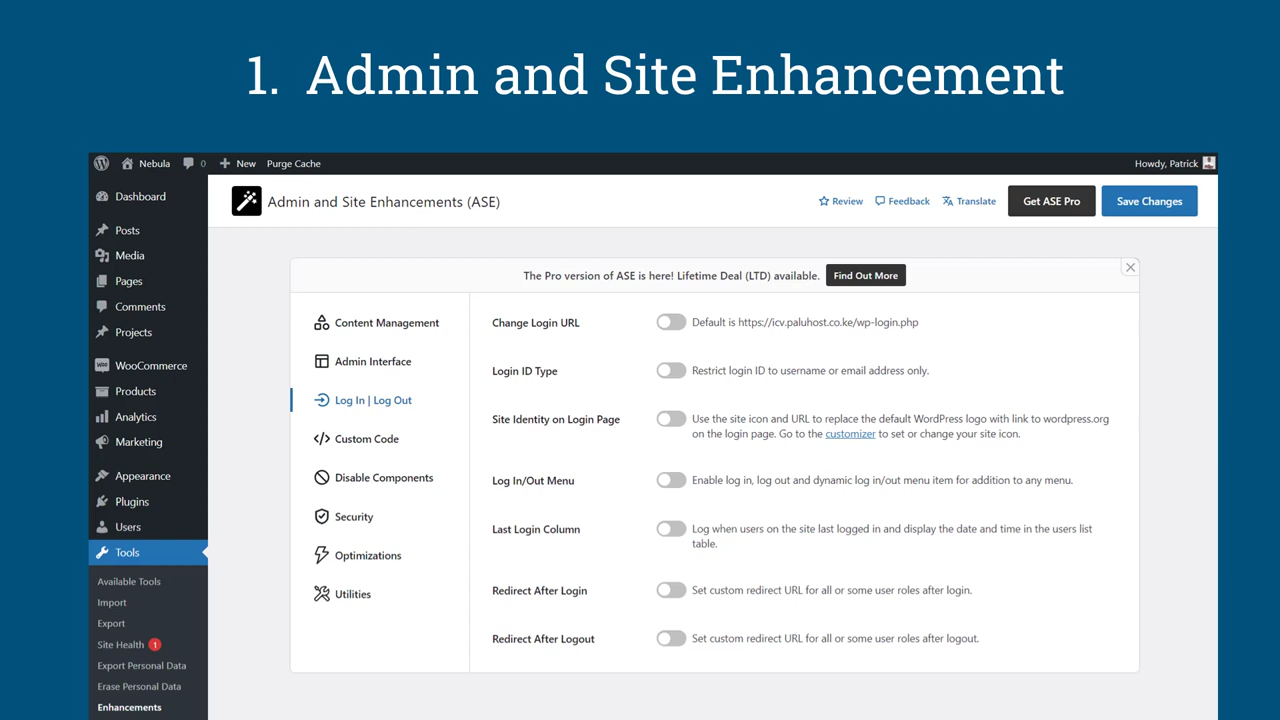 1. Admin and Site Enhancement
Nebula
0
New
Purge Cache
Howdy, Patrick
Dashboard
Posts
Media
Pages
Comments
Projects
WooCommerce
Products
Analytics
Marketing
Appearance
Plugins
Users
Tools
Available Tools
Import
Export
Site Health 1
Export Personal Data
Erase Personal Data
Enhancements
Admin and Site Enhancements (ASE)
Review
Feedback
Translate
Get ASE Pro
Save Changes
The Pro version of ASE is here! Lifetime Deal (LTD) available.
Find Out More
Content Management
Admin Interface
Log In | Log Out
Custom Code
Disable Components
Security
Optimizations
Utilities
Change Login URL
Default is https://icv.paluhost.co.ke/wp-login.php
Login ID Type
Restrict login ID to username or email address only.
Site Identity on Login Page
Use the site icon and URL to replace the default WordPress logo with link to wordpress.org
on the login page. Go to the customizer to set or change your site icon.
Log In/Out Menu
Enable log in, log out and dynamic log in/out menu item for addition to any menu.
Last Login Column
Log when users on the site last logged in and display the date and time in the users list
table.
Redirect After Login
Set custom redirect URL for all or some user roles after login.
Redirect After Logout
Set custom redirect URL for all or some user roles after logout.